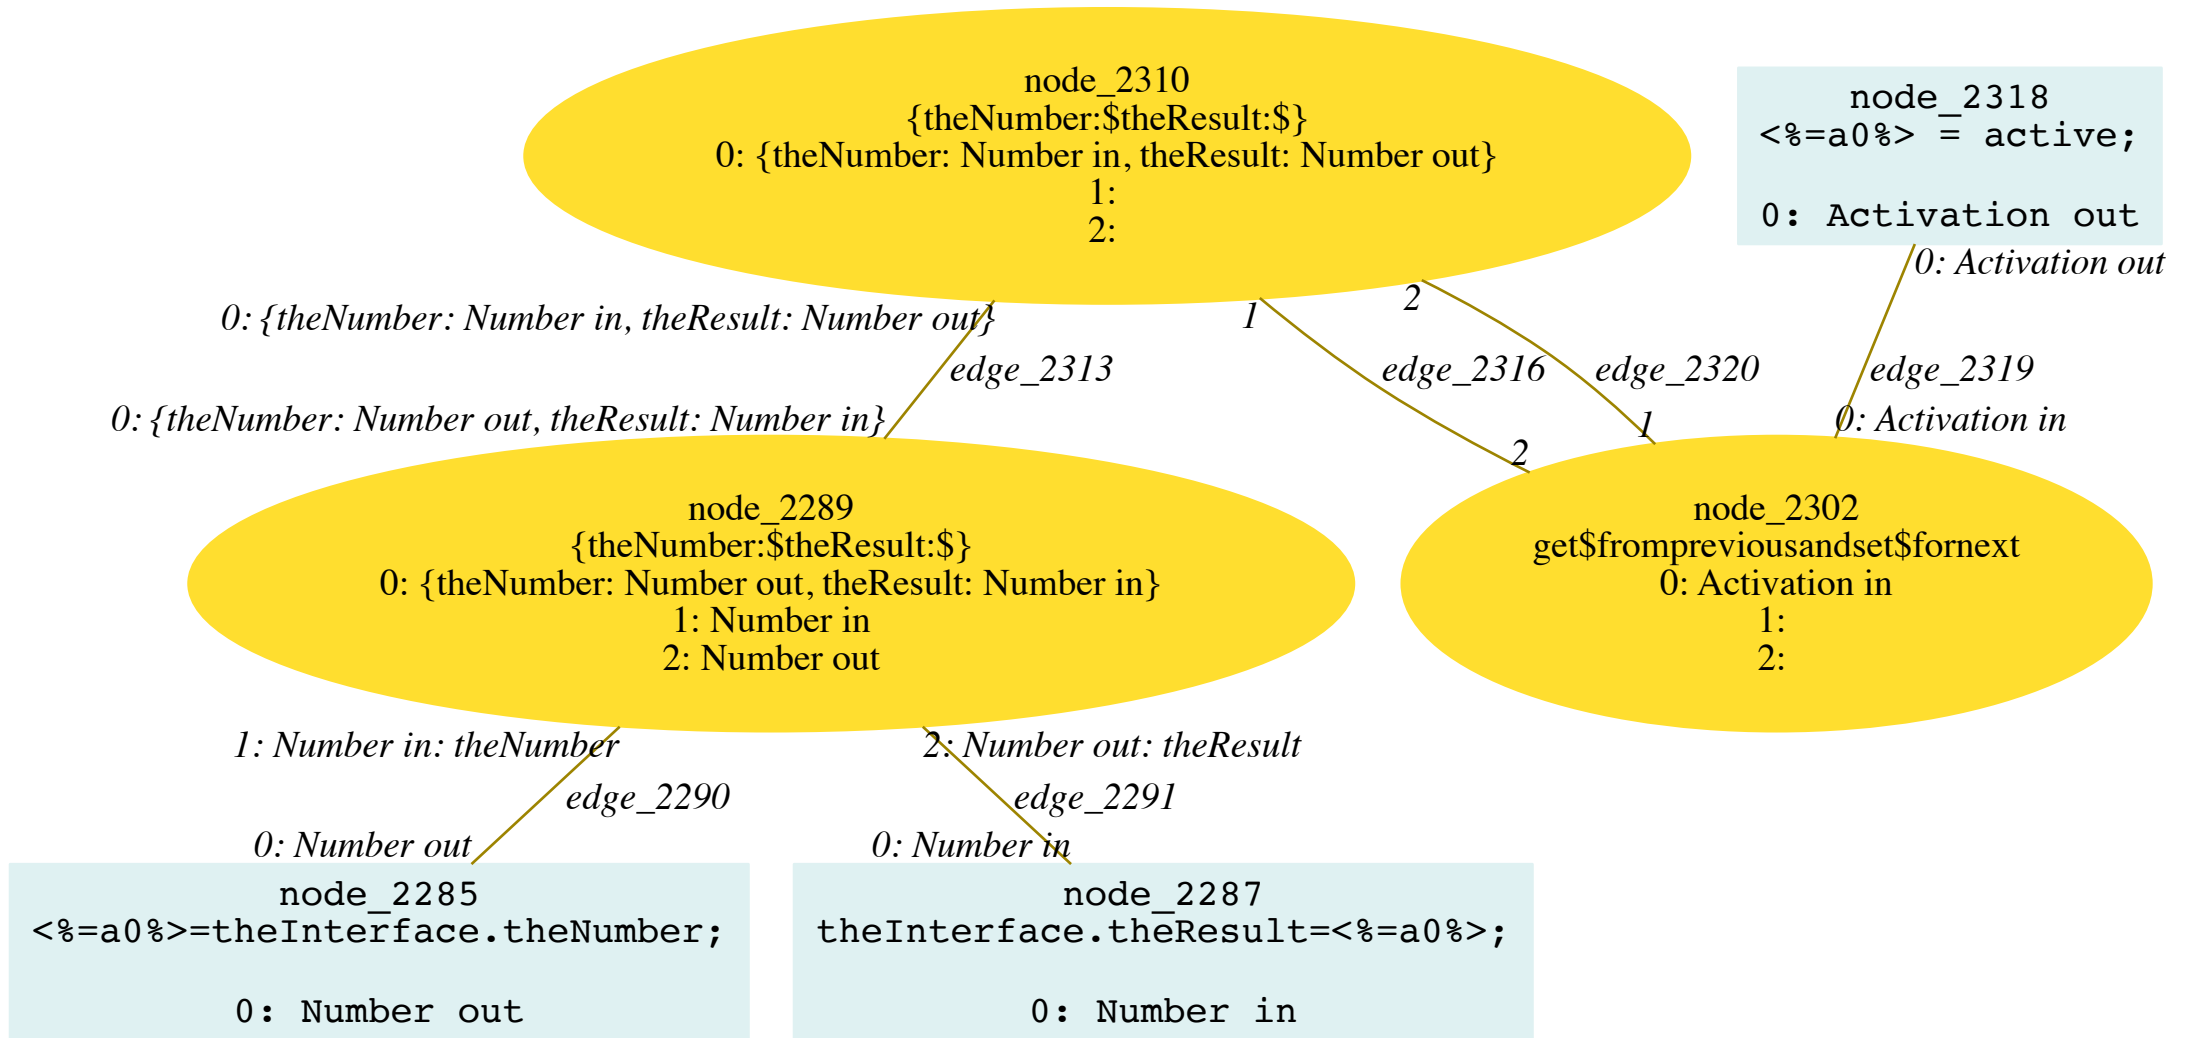 node_2310
{theNumber:$theResult:$}
0: {theNumber: Number in, theResult: Number out}
1:
2:
node_2318
<%=a0%> = active;
0: Activation out
0: Activation out
0: {theNumber: Number in, theResult: Number out}
1
2
edge_2313
edge_2316
edge_2320
edge_2319
0: {theNumber: Number out, theResult: Number in}
2
1
0: Activation in
node_2289
{theNumber:$theResult:$}
0: {theNumber: Number out, theResult: Number in}
1: Number in
2: Number out
node_2302
get$frompreviousandset$fornext
0: Activation in
1:
2:
1: Number in: theNumber
2: Number out: theResult
edge_2290
edge_2291
0: Number out
0: Number in
node_2285
<%=a0%>=theInterface.theNumber;
0: Number out
node_2287
theInterface.theResult=<%=a0%>;
0: Number in